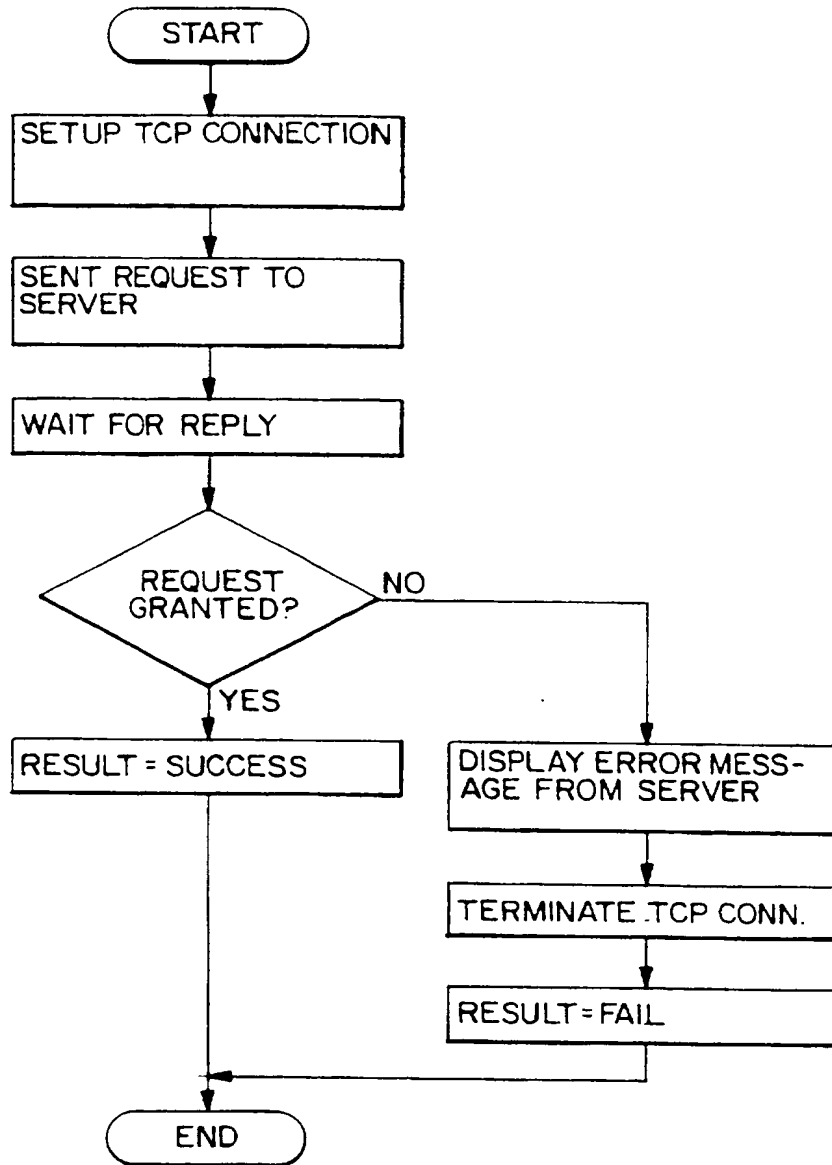 START
SETUP TCP CONNECTION
SENT REQUEST TO
SERVER
WAIT FOR REPLY
REQUEST
GRANTED?
NO
YES
RESULT = SUCCESS
DISPLAY ERROR MESS-
AGE FROM SERVER
TERMINATE TCP CONN.
RESULT = FAIL
END